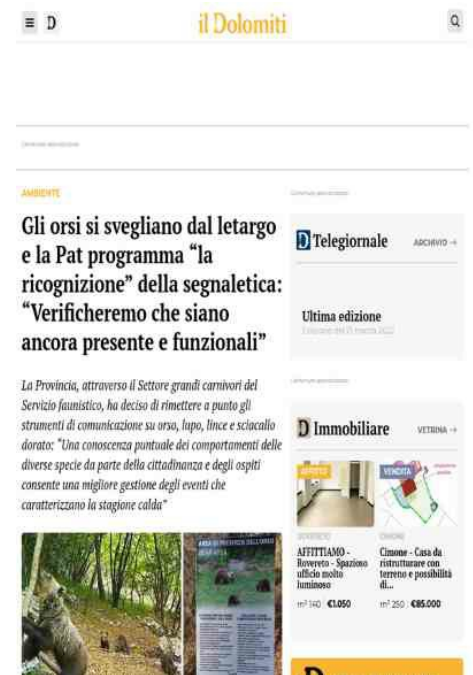 D
il Dolomiti
AMBIENTE
Gli orsi si svegliano dal letargo
e la Pat programma “la
ricognizione” della segnaletica:
“Verificheremo che siano
ancora presente e funzionali”
La Provincia, attraverso il Settore grandi carnivori del
Servizio faunistico, ha deciso di rimettere a punto gli
strumenti di comunicazione su orso, lupo, lince e sciacallo
dorato: “Una conoscenza puntuale dei comportamenti delle
diverse specie da parte della cittadinanza e degli ospiti
consente una migliore gestione degli eventi che
caratterizzano la stagione calda”
D Telegiornale
ARCHIVIO →
Ultima edizione
D Immobiliare
VETRINA →
AFFITTO
VENDITA
AFFITTIAMO -
Rovereto - Spazioso
ufficio molto
luminoso
m² 140 €1.050
CIMONE
Cimone - Casa da
ristrutturare con
terreno e possibilità
di...
m² 250 €85.000